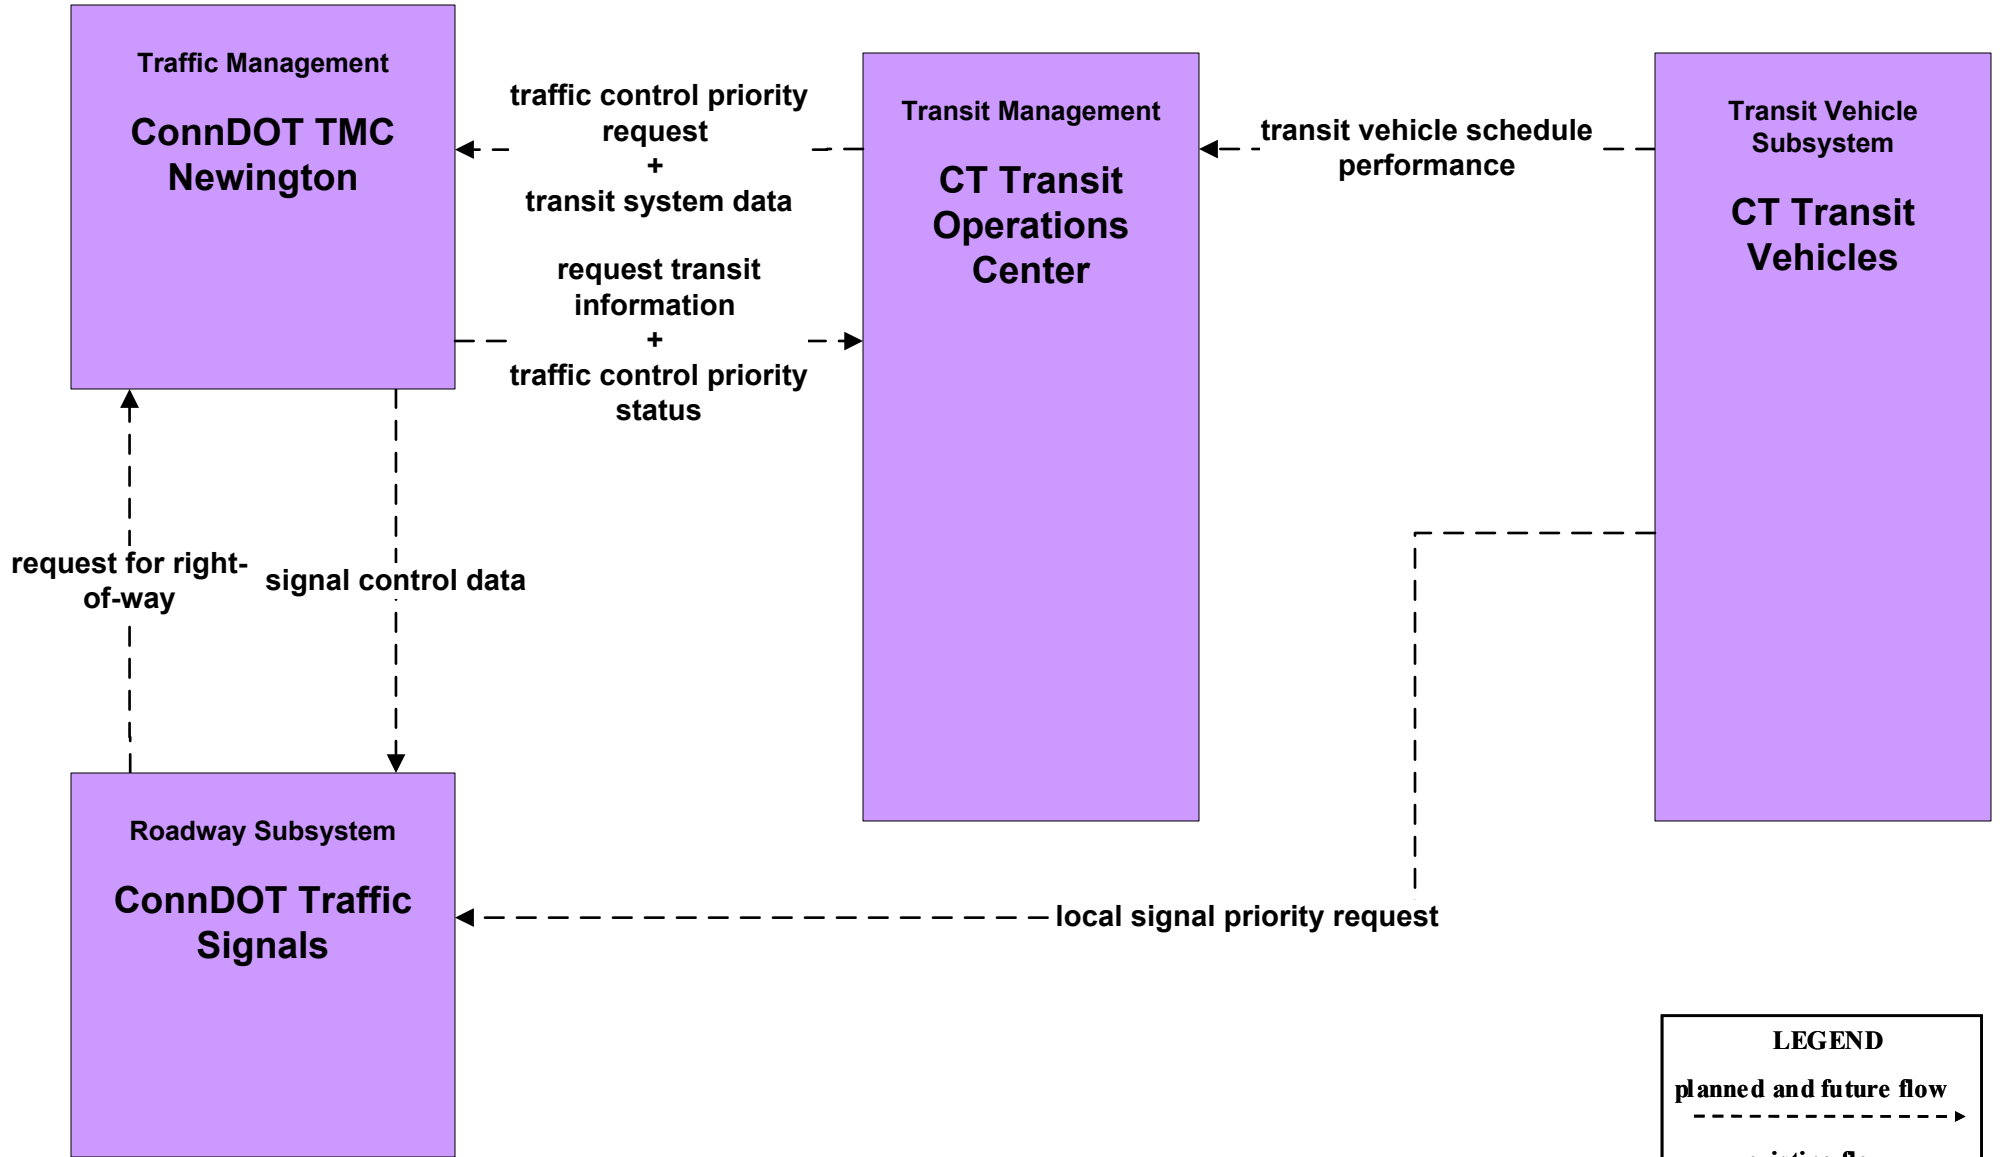 Traffic Management
ConnDOT TMC
Newington
traffic control priority
request
+
transit system data
request transit
information
+
traffic control priority
status
Transit Management
CT Transit
Operations
Center
transit vehicle schedule
performance
Transit Vehicle
Subsystem
CT Transit
Vehicles
request for right-
of-way
signal control data
Roadway Subsystem
ConnDOT Traffic
Signals
local signal priority request
LEGEND
planned and future flow